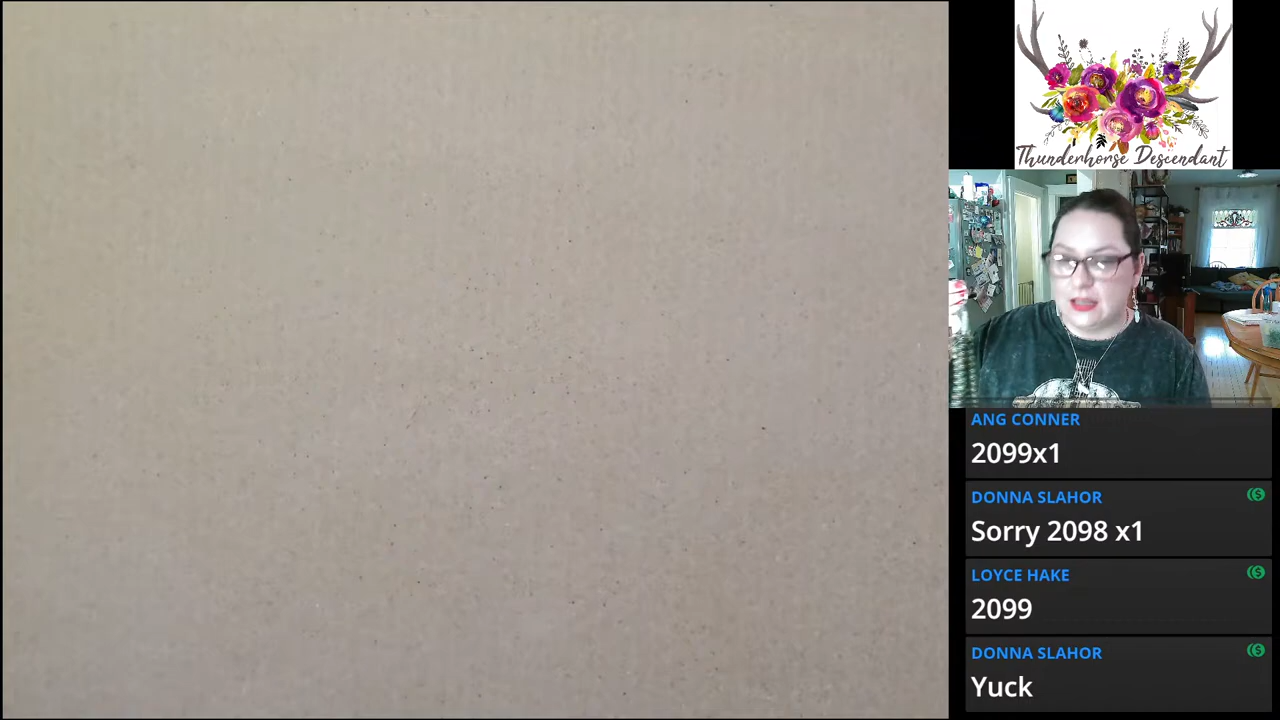 Thunderhorse Descendant
ANG CONNER
2099x1
DONNA SLAHOR
Sorry 2098 x1
LOYCE HAKE
2099
DONNA SLAHOR
Yuck